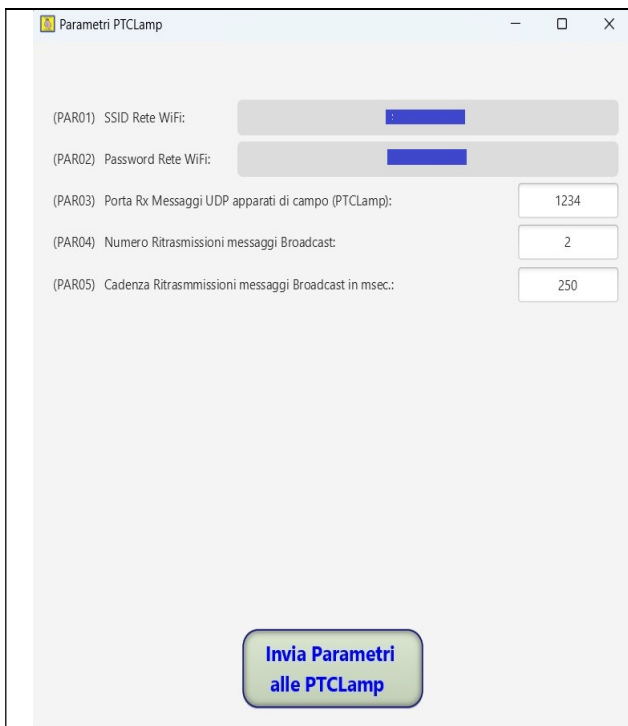 Parametri PTCLamp
(PAR01) SSID Rete WiFi:
(PAR02) Password Rete WiFi:
(PAR03) Porta Rx Messaggi UDP apparati di campo (PTCLamp): 1234
(PAR04) Numero Ritrasmissioni messaggi Broadcast: 2
(PAR05) Cadenza Ritrasmmissioni messaggi Broadcast in msec.: 250
Invia Parametri
alle PTCLamp